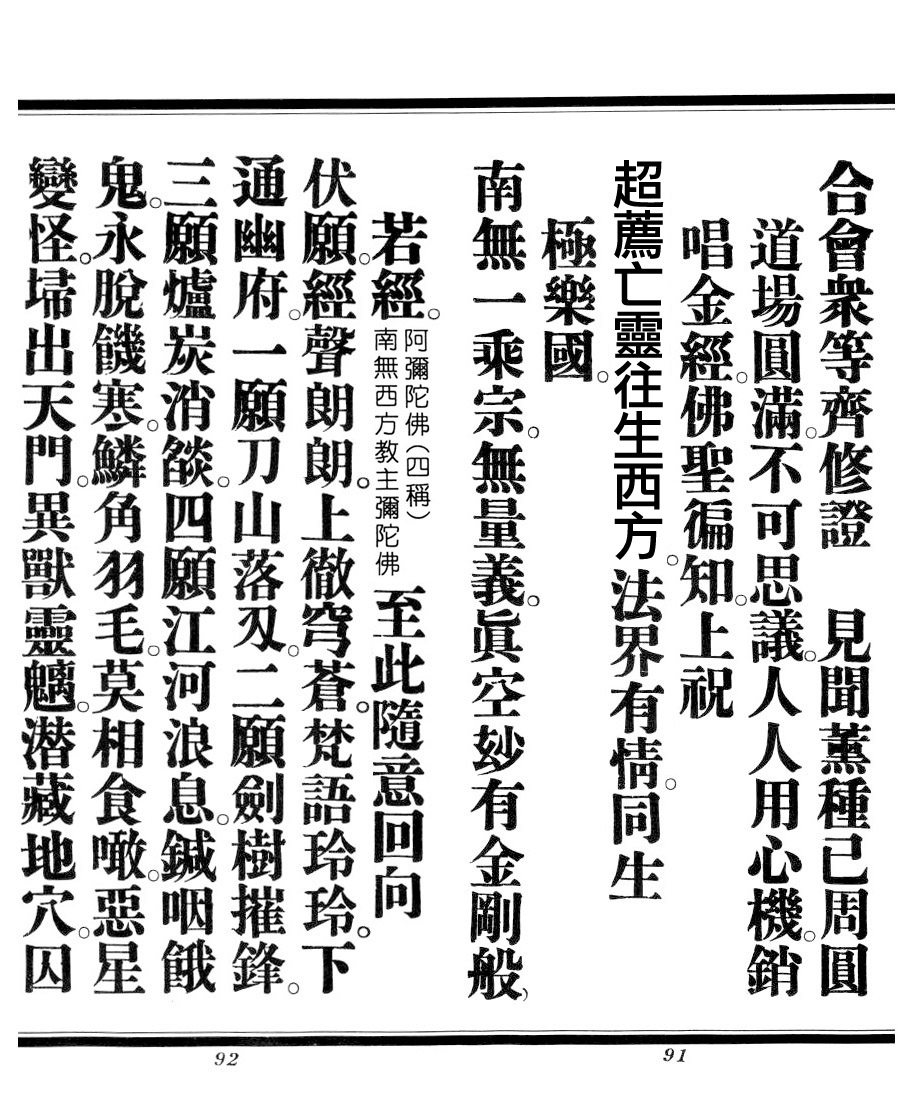 合會衆等齊修證　見聞薰種已周圓
道場圓滿。不可思議。人人用心機。銷
唱金經。佛聖徧知。上祝
超薦亡靈往生西方。法界有情。同生
極樂國。
南無一乘宗。無量義。眞空妙有金剛般
91
若經。
阿彌陀佛（四稱）
南無西方教主彌陀佛
至此隨意回向
伏願。經聲朗朗。上徹穹蒼。梵語玲玲。下
通幽府。一願刀山落刄。二願劍樹摧鋒。
三願爐炭消燄。四願江河浪息。鍼咽餓
鬼。永脫饑寒。鱗角羽毛。莫相食噉。惡星
變怪。埽出天門。異獸靈魑。潛藏地穴。囚
92